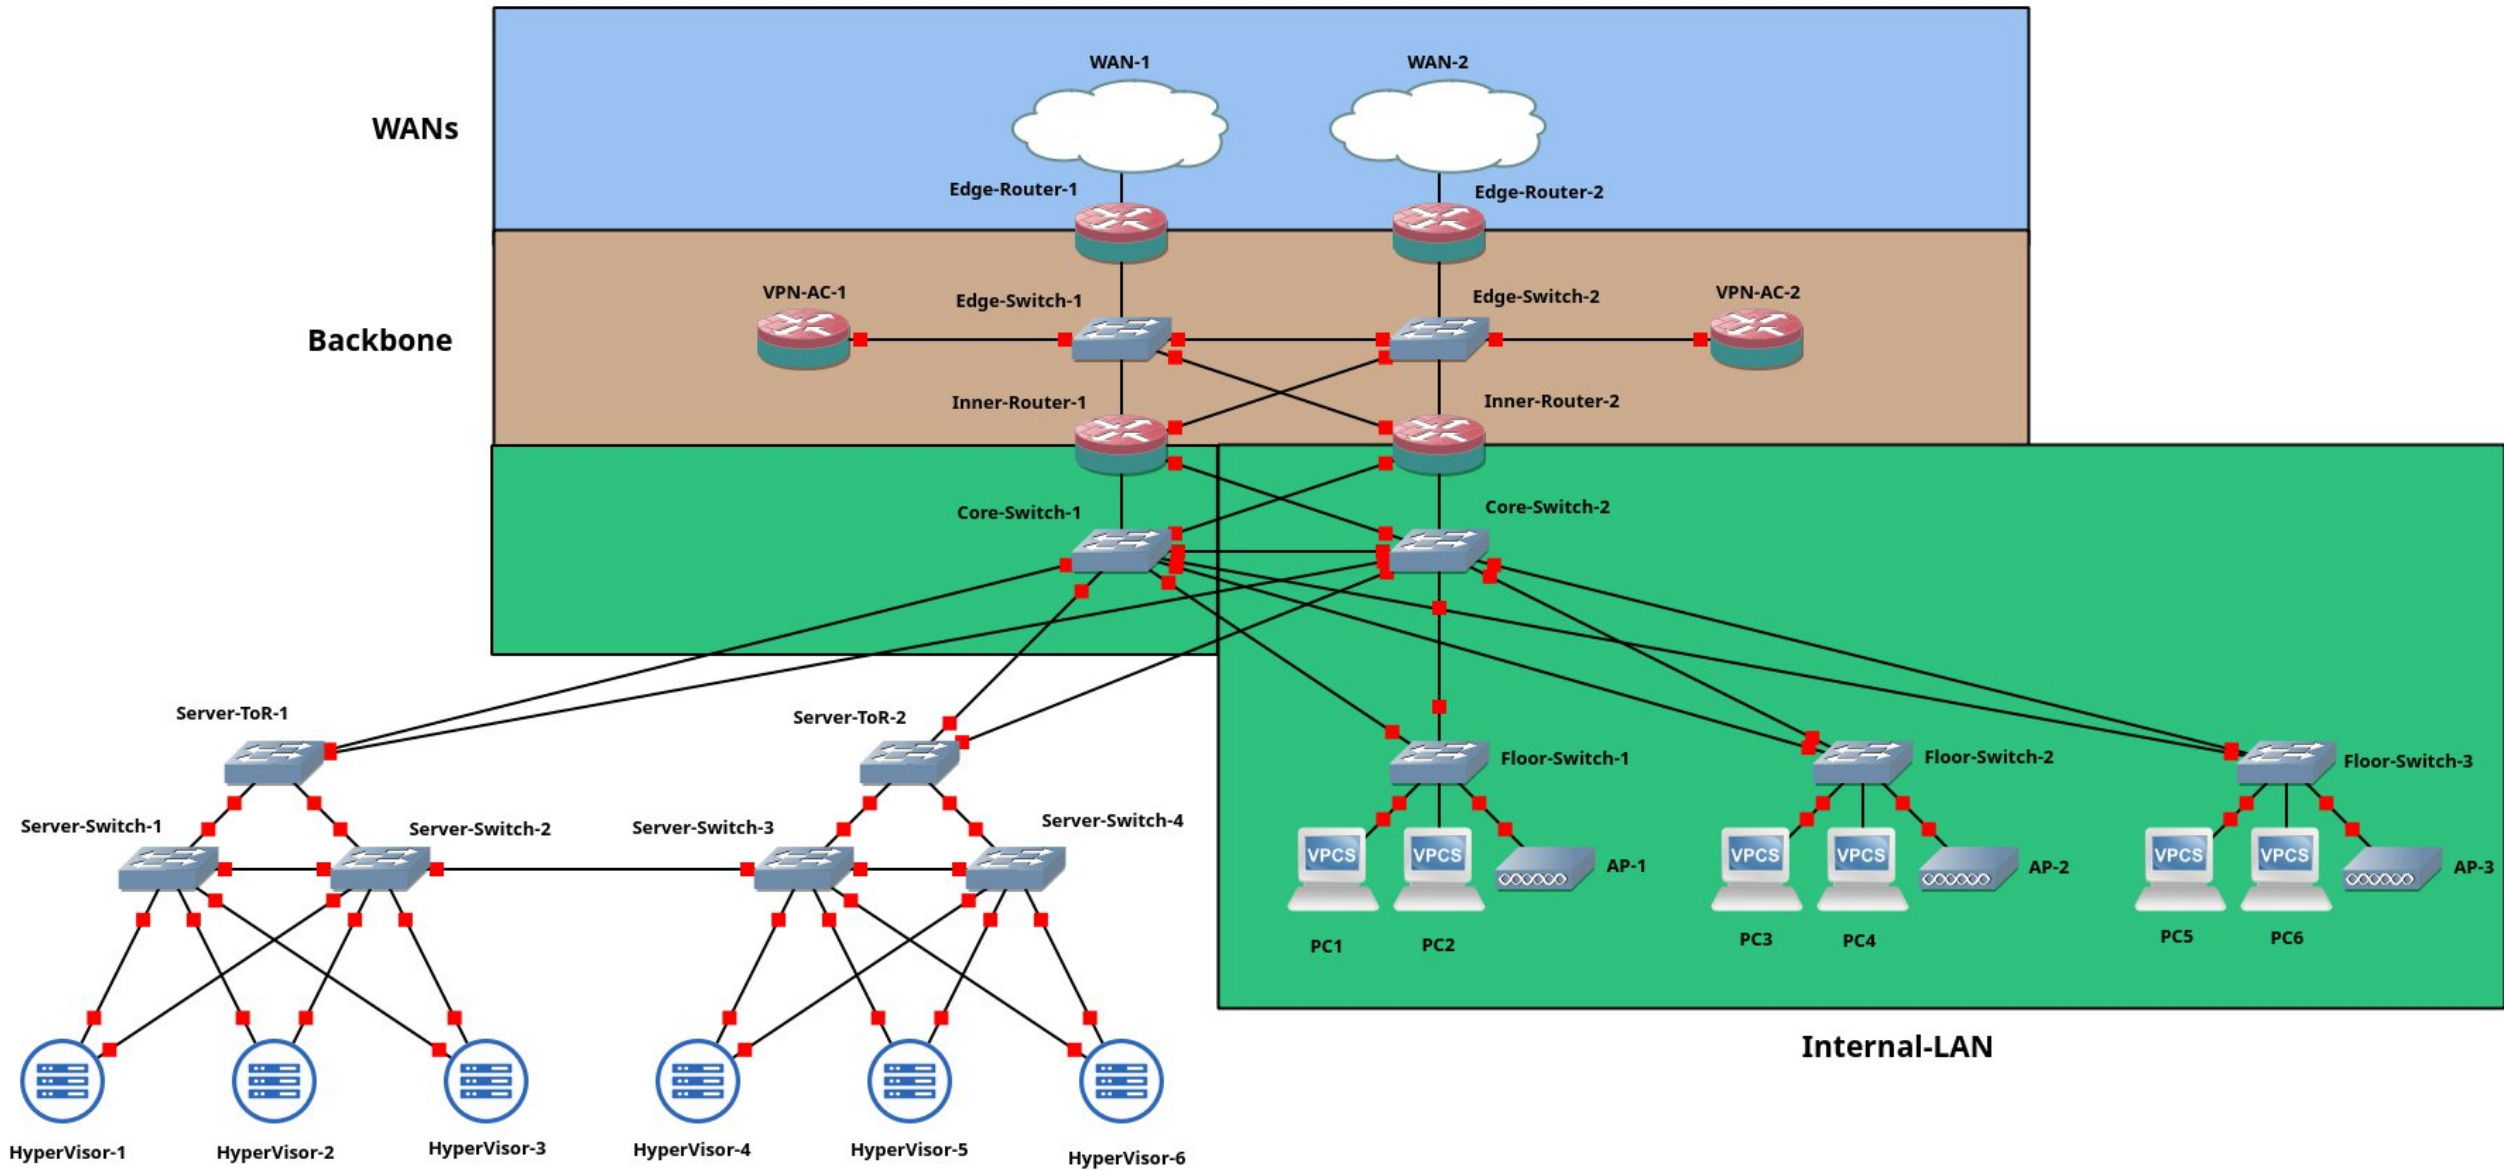 WAN-1
WAN-2
WANs
Edge-Router-1
Edge-Router-2
VPN-AC-1
Edge-Switch-1
Edge-Switch-2
VPN-AC-2
Backbone
Inner-Router-1
Inner-Router-2
Core-Switch-1
Core-Switch-2
Server-ToR-1
Server-ToR-2
Floor-Switch-1
Floor-Switch-2
Floor-Switch-3
Server-Switch-1
Server-Switch-2
Server-Switch-3
Server-Switch-4
VPCS
VPCS
AP-1
VPCS
VPCS
AP-2
VPCS
VPCS
AP-3
PC1
PC2
PC3
PC4
PC5
PC6
Internal-LAN
HyperVisor-1
HyperVisor-2
HyperVisor-3
HyperVisor-4
HyperVisor-5
HyperVisor-6